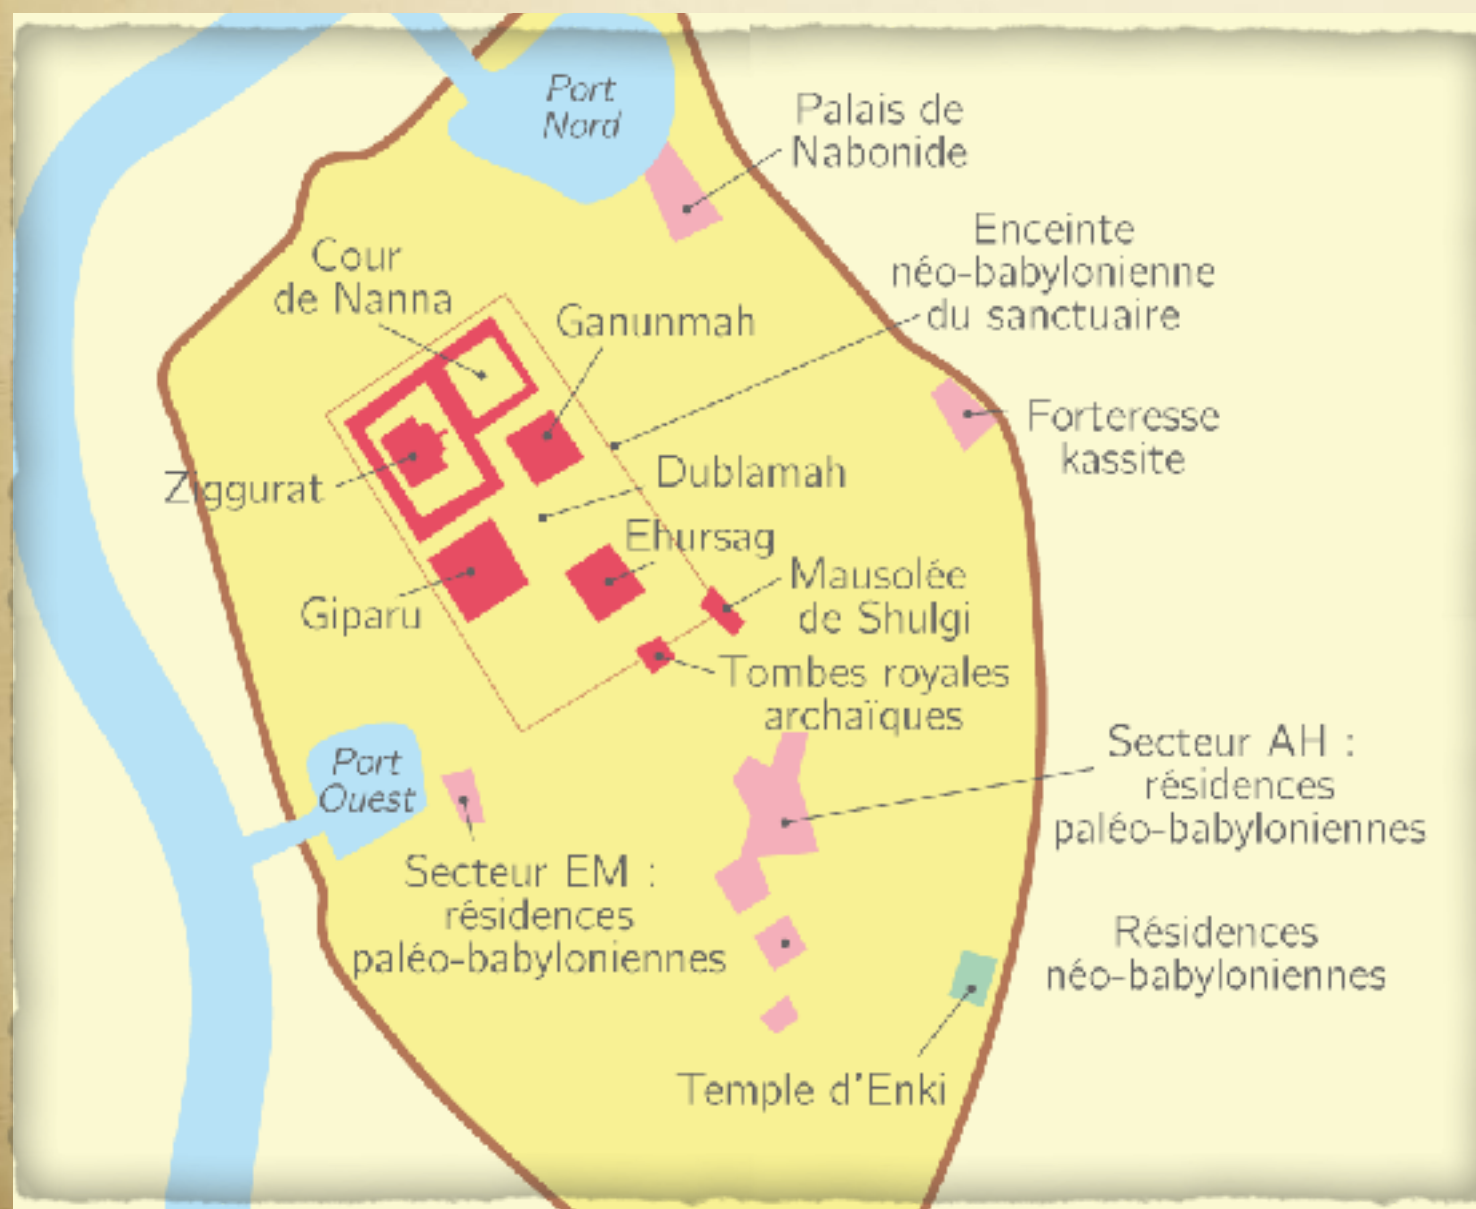 Port
Nord
Palais de
Nabonide
Enceinte
néo-babylonienne
du sanctuaire
Cour
de Nanna
Ganunmah
Forteresse
kassite
Ziggurat
Dublamah
Ehursag
Mausolée
de Shulgi
Giparu
Tombes royales
archaïques
Port
Ouest
Secteur AH :
résidences
paléo-babyloniennes
Secteur EM :
résidences
paléo-babyloniennes
Résidences
néo-babyloniennes
Temple d'Enki